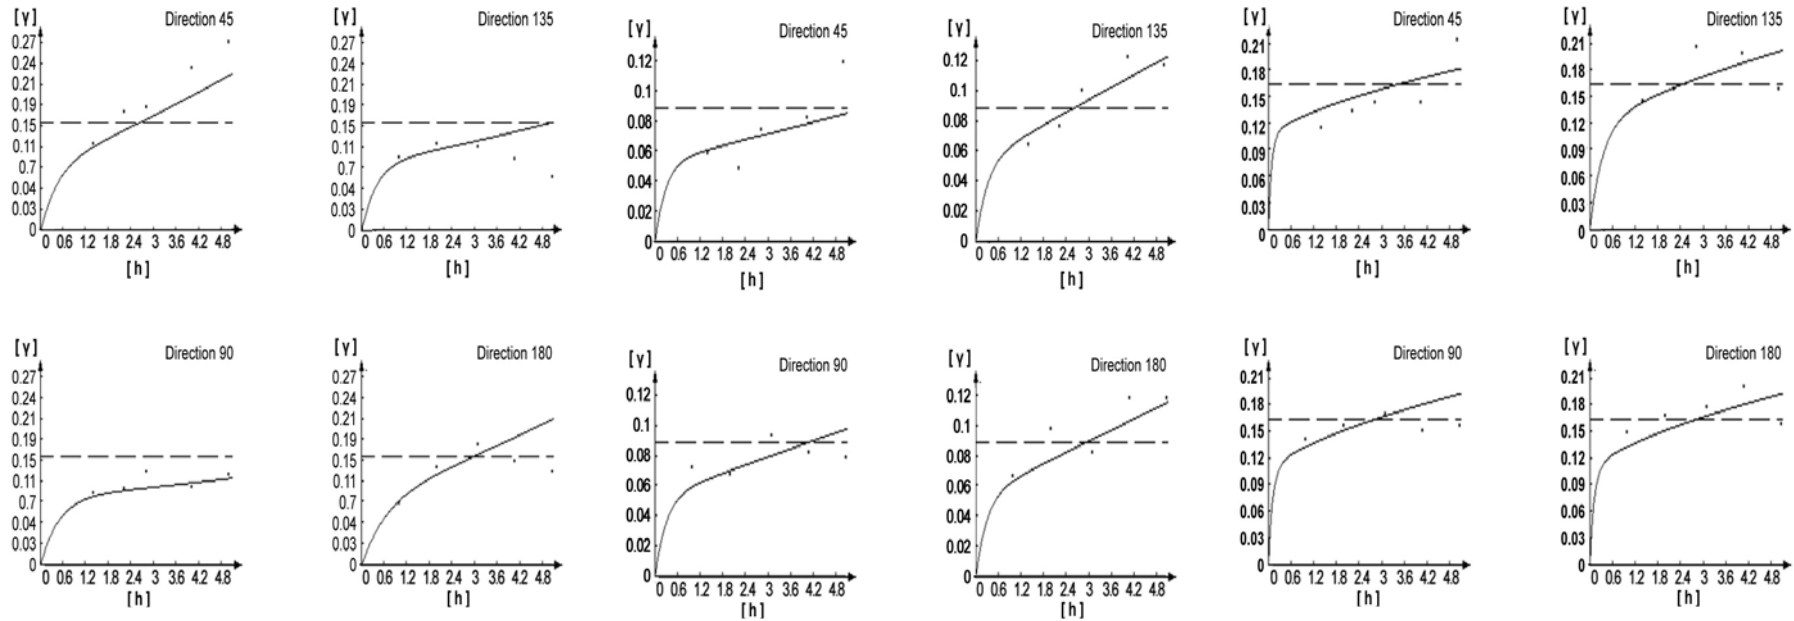 [γ] Direction 45
0.27
0.24
0.21
0.19
0.15
0.11
0.7
0.04
0.03
0
0 0.6 1.2 1.8 2.4 3 3.6 4.2 4.8
[h]
[γ] Direction 135
0.27
0.24
0.21
0.19
0.15
0.11
0.7
0.04
0.03
0
0 0.6 1.2 1.8 2.4 3 3.6 4.2 4.8
[h]
[γ] Direction 45
0.12
0.1
0.08
0.06
0.04
0.02
0
0 0.6 1.2 1.8 2.4 3 3.6 4.2 4.8
[h]
[γ] Direction 135
0.12
0.1
0.08
0.06
0.04
0.02
0
0 0.6 1.2 1.8 2.4 3 3.6 4.2 4.8
[h]
[γ] Direction 45
0.21
0.18
0.15
0.12
0.09
0.06
0.03
0
0 0.6 1.2 1.8 2.4 3 3.6 4.2 4.8
[h]
[γ] Direction 135
0.21
0.18
0.15
0.12
0.09
0.06
0.03
0
0 0.6 1.2 1.8 2.4 3 3.6 4.2 4.8
[h]
[γ] Direction 90
0.27
0.24
0.21
0.19
0.15
0.11
0.7
0.04
0.03
0
0 0.6 1.2 1.8 2.4 3 3.6 4.2 4.8
[h]
[γ] Direction 180
0.27
0.24
0.21
0.19
0.15
0.11
0.7
0.04
0.03
0
0 0.6 1.2 1.8 2.4 3 3.6 4.2 4.8
[h]
[γ] Direction 90
0.12
0.1
0.08
0.06
0.04
0.02
0
0 0.6 1.2 1.8 2.4 3 3.6 4.2 4.8
[h]
[γ] Direction 180
0.12
0.1
0.08
0.06
0.04
0.02
0
0 0.6 1.2 1.8 2.4 3 3.6 4.2 4.8
[h]
[γ] Direction 90
0.21
0.18
0.15
0.12
0.09
0.06
0.03
0
0 0.6 1.2 1.8 2.4 3 3.6 4.2 4.8
[h]
[γ] Direction 180
0.21
0.18
0.15
0.12
0.09
0.06
0.03
0
0 0.6 1.2 1.8 2.4 3 3.6 4.2 4.8
[h]